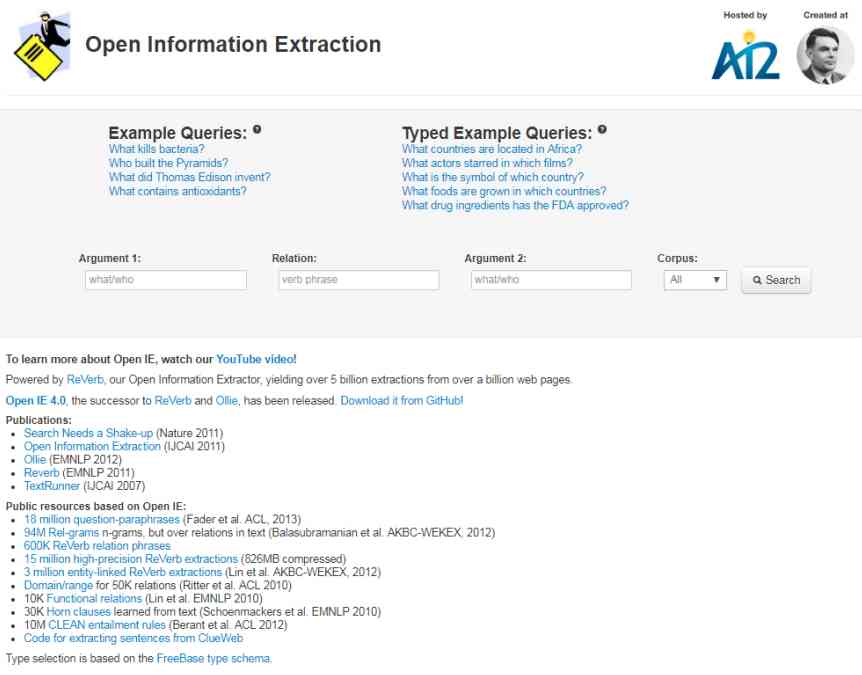 Hosted by
Created at
Open Information Extraction
AI2
Example Queries: ?
What kills bacteria?
Who built the Pyramids?
What did Thomas Edison invent?
What contains antioxidants?
Typed Example Queries: ?
What countries are located in Africa?
What actors starred in which films?
What is the symbol of which country?
What foods are grown in which countries?
What drug ingredients has the FDA approved?
Argument 1:
what/who
Relation:
verb phrase
Argument 2:
what/who
Corpus:
All
Search
To learn more about Open IE, watch our YouTube video!
Powered by ReVerb, our Open Information Extractor, yielding over 5 billion extractions from over a billion web pages.
Open IE 4.0, the successor to ReVerb and Ollie, has been released. Download it from GitHub!
Publications:
• Search Needs a Shake-up (Nature 2011)
• Open Information Extraction (IJCAI 2011)
• Ollie (EMNLP 2012)
• Reverb (EMNLP 2011)
• TextRunner (IJCAI 2007)
Public resources based on Open IE:
• 18 million question-paraphrases (Fader et al. ACL, 2013)
• 94M Rel-grams n-grams, but over relations in text (Balasubramanian et al. AKBC-WEKEX, 2012)
• 600K ReVerb relation phrases
• 15 million high-precision ReVerb extractions (826MB compressed)
• 3 million entity-linked ReVerb extractions (Lin et al. AKBC-WEKEX, 2012)
• Domain/range for 50K relations (Ritter et al. ACL 2010)
• 10K Functional relations (Lin et al. EMNLP 2010)
• 30K Horn clauses learned from text (Schoenmackers et al. EMNLP 2010)
• 10M CLEAN entailment rules (Berant et al. ACL 2012)
• Code for extracting sentences from ClueWeb
Type selection is based on the FreeBase type schema.